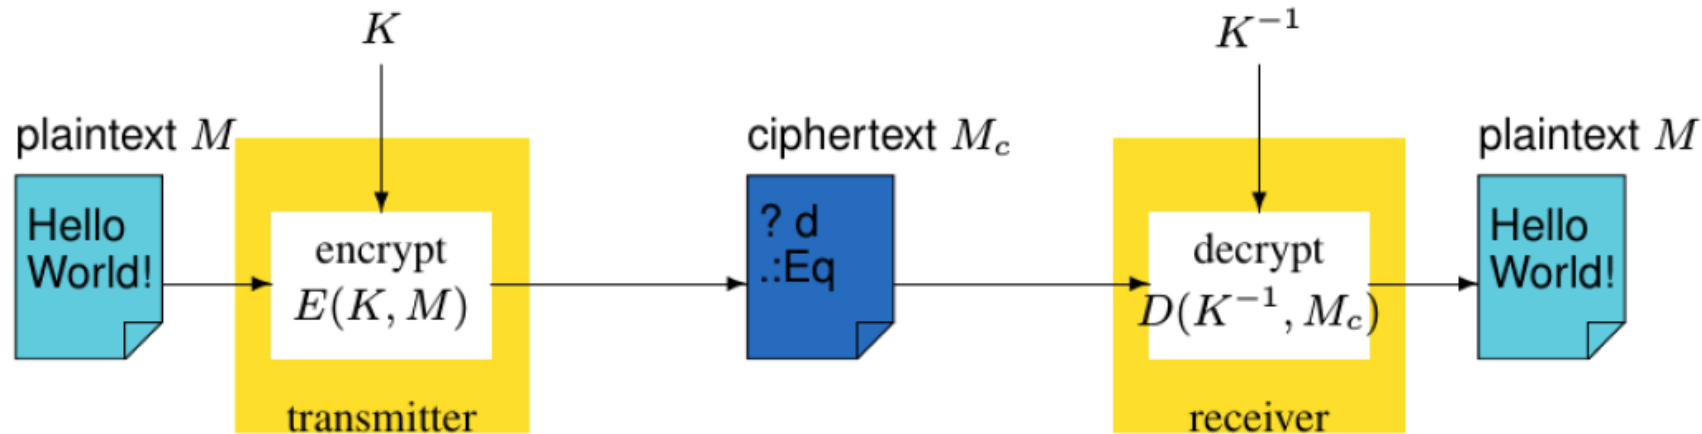 K
K⁻¹
plaintext M
ciphertext M_c
plaintext M
Hello
World!
encrypt
E(K, M)
? d
.:Eq
decrypt
D(K⁻¹, M_c)
Hello
World!
transmitter
receiver